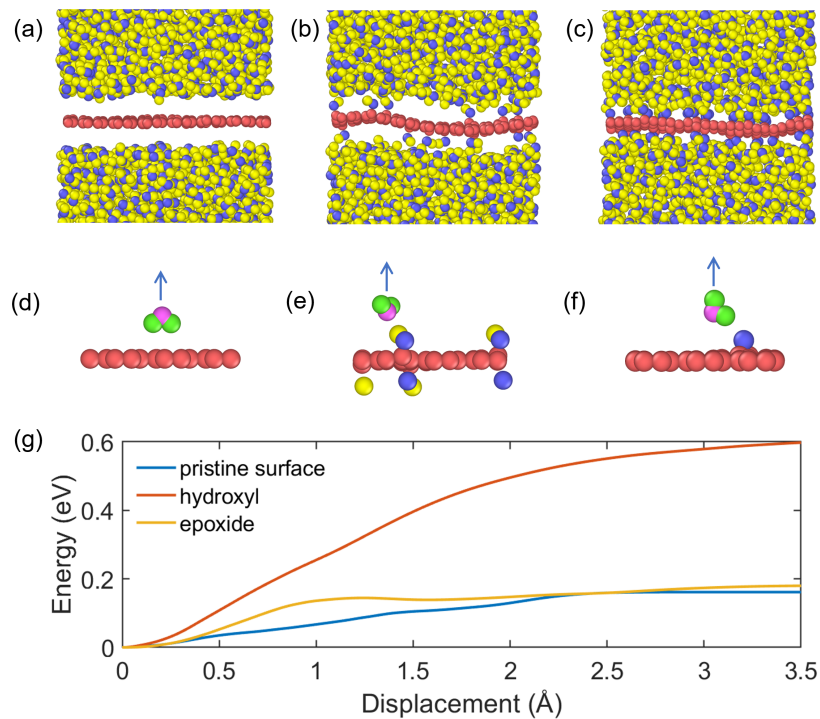 (a) (b) (c)
(d) (e) (f)
(g)
0.6
0.4
0.2
0
Energy (eV)
pristine surface
hydroxyl
epoxide
0 0.5 1 1.5 2 2.5 3 3.5
Displacement (Å)